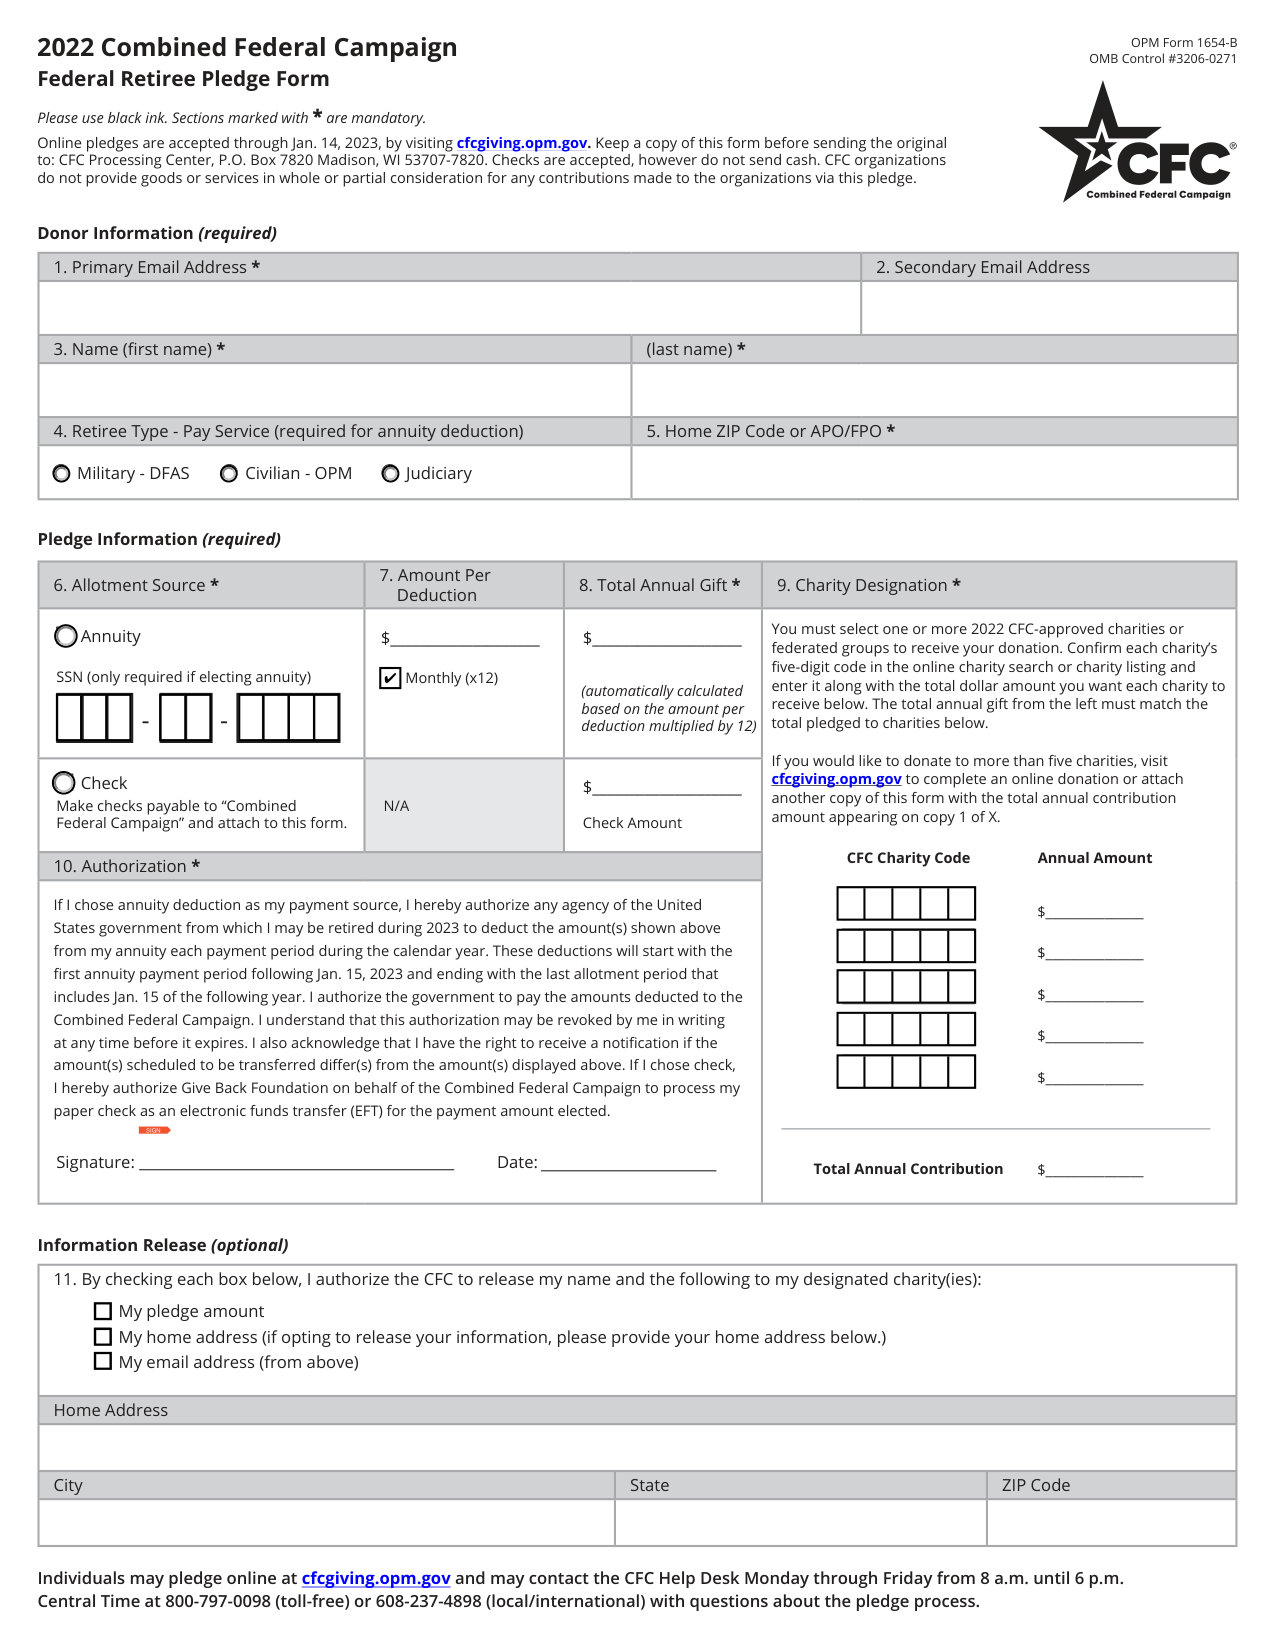 2022 Combined Federal Campaign
Federal Retiree Pledge Form
OPM Form 1654-B
OMB Control #3206-0271
Please use black ink. Sections marked with * are mandatory.
Online pledges are accepted through Jan. 14, 2023, by visiting cfcgiving.opm.gov. Keep a copy of this form before sending the original
to: CFC Processing Center, P.O. Box 7820 Madison, WI 53707-7820. Checks are accepted, however do not send cash. CFC organizations
do not provide goods or services in whole or partial consideration for any contributions made to the organizations via this pledge.
CFC®
Combined Federal Campaign
Donor Information (required)
1. Primary Email Address *
2. Secondary Email Address
3. Name (first name) *
(last name) *
4. Retiree Type - Pay Service (required for annuity deduction)
5. Home ZIP Code or APO/FPO *
Military - DFAS Civilian - OPM Judiciary
Pledge Information (required)
6. Allotment Source *
7. Amount Per
Deduction
8. Total Annual Gift *
9. Charity Designation *
Annuity
SSN (only required if electing annuity)
- -
$__________________
✔ Monthly (x12)
$__________________
(automatically calculated
based on the amount per
deduction multiplied by 12)
Check
Make checks payable to “Combined
Federal Campaign” and attach to this form.
N/A
$__________________
Check Amount
You must select one or more 2022 CFC-approved charities or
federated groups to receive your donation. Confirm each charity’s
five-digit code in the online charity search or charity listing and
enter it along with the total dollar amount you want each charity to
receive below. The total annual gift from the left must match the
total pledged to charities below.
If you would like to donate to more than five charities, visit
cfcgiving.opm.gov to complete an online donation or attach
another copy of this form with the total annual contribution
amount appearing on copy 1 of X.
CFC Charity Code Annual Amount
$____________
$____________
$____________
$____________
$____________
Total Annual Contribution $____________
10. Authorization *
If I chose annuity deduction as my payment source, I hereby authorize any agency of the United
States government from which I may be retired during 2023 to deduct the amount(s) shown above
from my annuity each payment period during the calendar year. These deductions will start with the
first annuity payment period following Jan. 15, 2023 and ending with the last allotment period that
includes Jan. 15 of the following year. I authorize the government to pay the amounts deducted to the
Combined Federal Campaign. I understand that this authorization may be revoked by me in writing
at any time before it expires. I also acknowledge that I have the right to receive a notification if the
amount(s) scheduled to be transferred differ(s) from the amount(s) displayed above. If I chose check,
I hereby authorize Give Back Foundation on behalf of the Combined Federal Campaign to process my
paper check as an electronic funds transfer (EFT) for the payment amount elected.
SIGN
Signature: ____________________________________ Date: ____________________
Information Release (optional)
11. By checking each box below, I authorize the CFC to release my name and the following to my designated charity(ies):
My pledge amount
My home address (if opting to release your information, please provide your home address below.)
My email address (from above)
Home Address
City State ZIP Code
Individuals may pledge online at cfcgiving.opm.gov and may contact the CFC Help Desk Monday through Friday from 8 a.m. until 6 p.m.
Central Time at 800-797-0098 (toll-free) or 608-237-4898 (local/international) with questions about the pledge process.